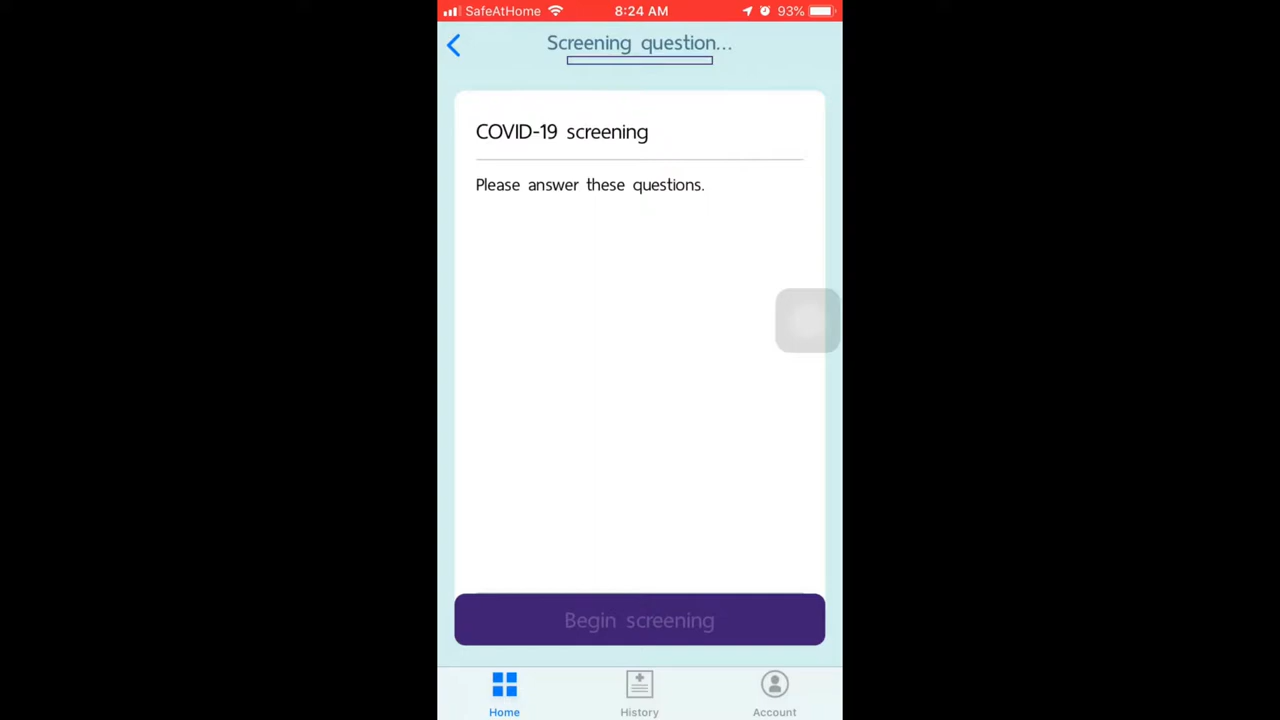 SafeAtHome 8:24 AM 93%
Screening question...
COVID-19 screening
Please answer these questions.
Begin screening
Home History Account